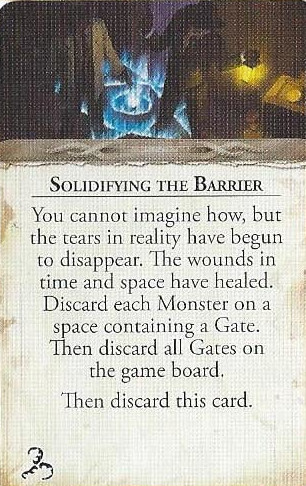 Solidifying the Barrier
You cannot imagine how, but
the tears in reality have begun
to disappear. The wounds in
time and space have healed.
Discard each Monster on a
space containing a Gate.
Then discard all Gates on
the game board.
Then discard this card.